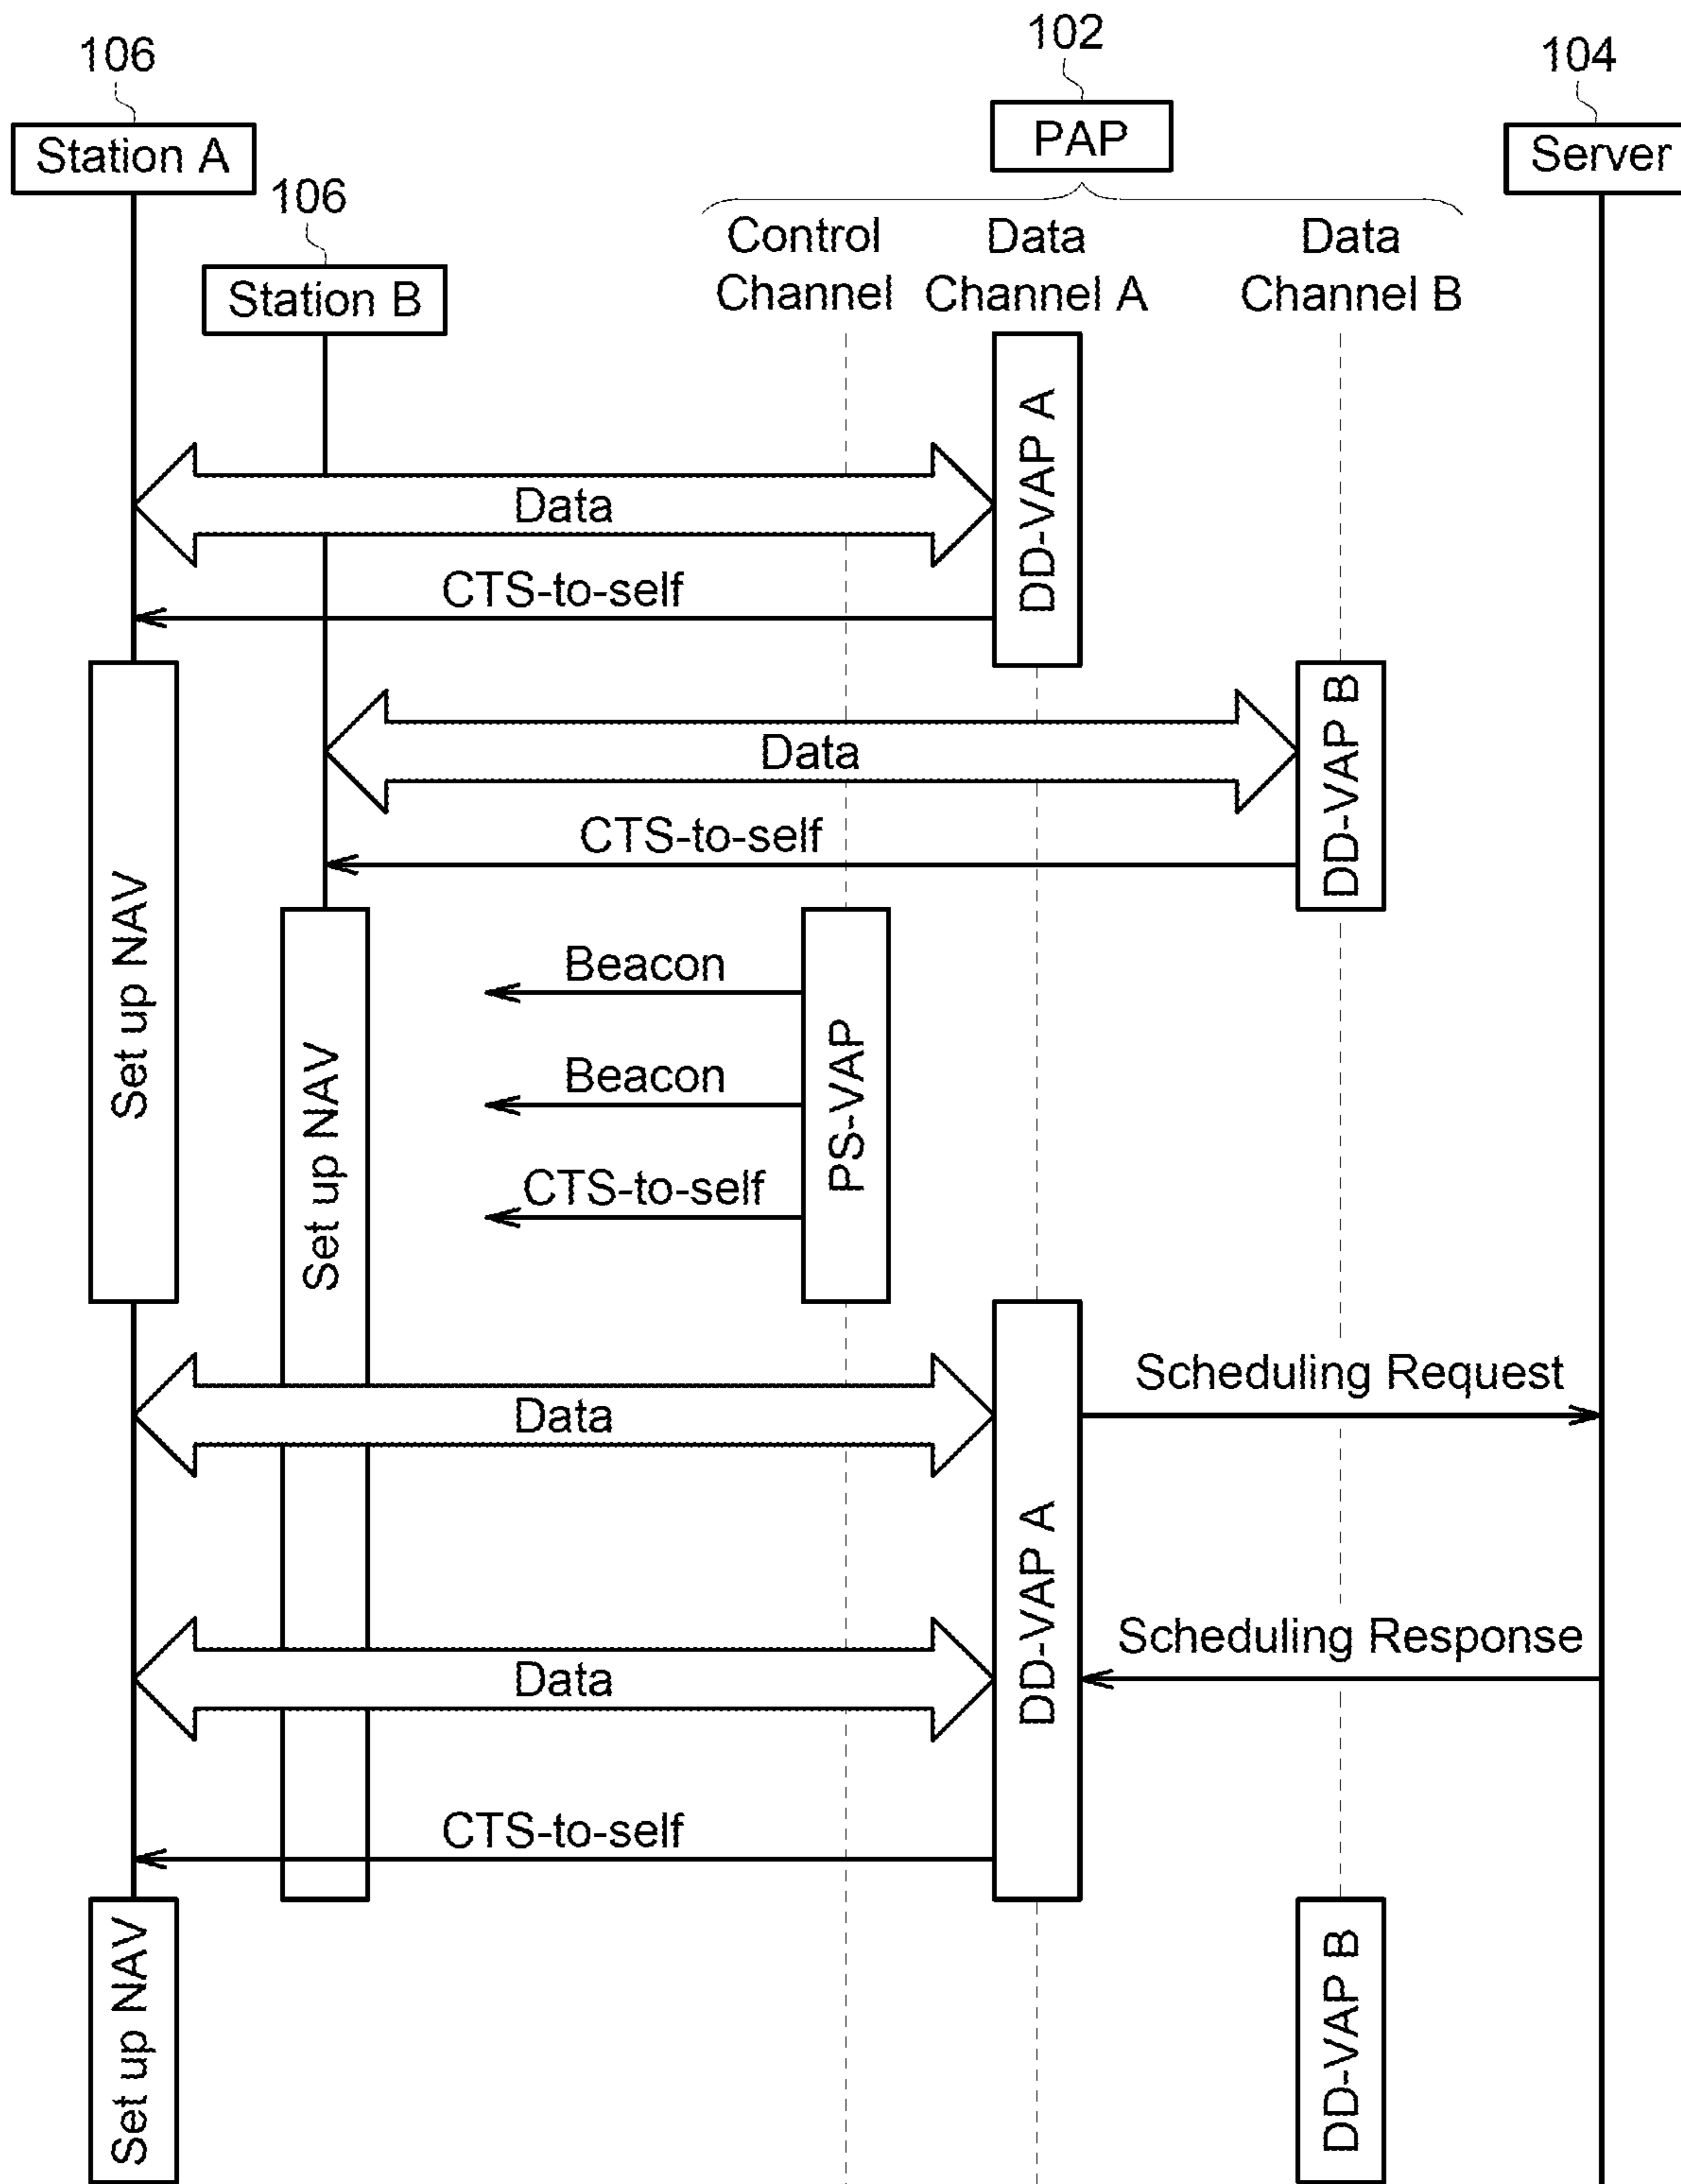 106
102
104
Station A
PAP
Server
106
Station B
Control
Channel
Data
Channel A
Data
Channel B
DD-VAP A
Data
CTS-to-self
Set up NAV
DD-VAP B
Data
CTS-to-self
Set up NAV
PS-VAP
Beacon
Beacon
CTS-to-self
DD-VAP A
Data
Scheduling Request
Data
Scheduling Response
CTS-to-self
Set up NAV
DD-VAP B